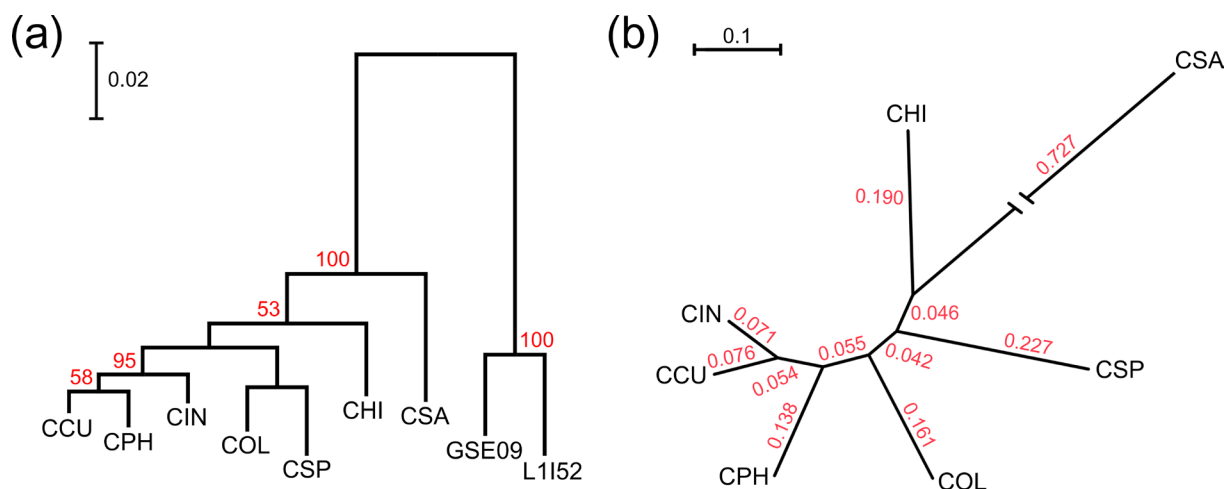 (a)
0.02
100
53
95
58
100
CCU
CPH
CIN
COL
CSP
CHI
CSA
GSE09
L1I52
(b)
0.1
CSA
CHI
0.727
0.190
CIN
0.071
0.046
CCU
0.076
0.055
0.042
0.227
CSP
0.054
0.138
0.161
CPH
COL